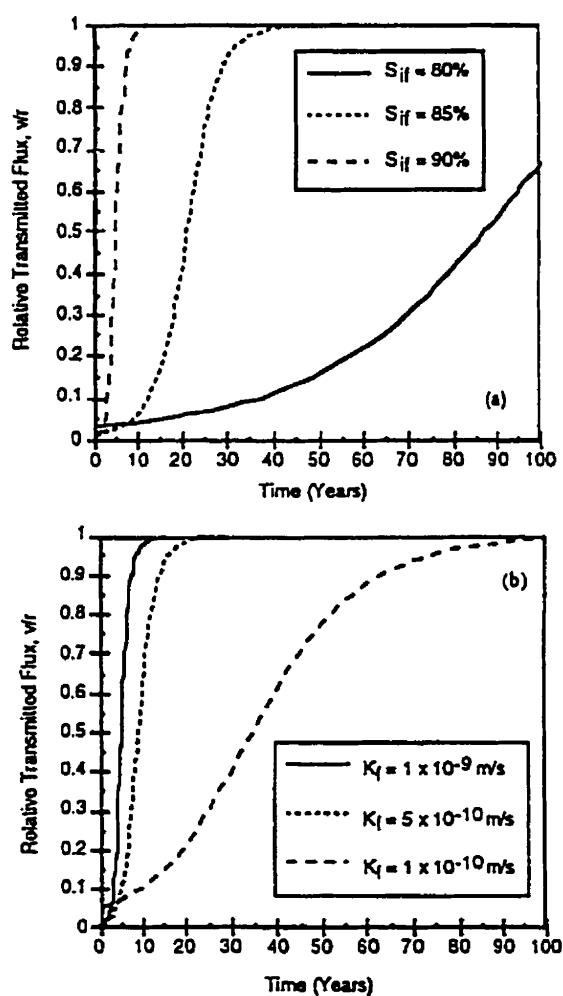 1
0.9
0.8
0.7
0.6
0.5
0.4
0.3
0.2
0.1
0
Relative Transmitted Flux, v/r
S_if = 80%
S_if = 85%
S_if = 90%
(a)
0 10 20 30 40 50 60 70 80 90 100
Time (Years)
1
0.9
0.8
0.7
0.6
0.5
0.4
0.3
0.2
0.1
0
Relative Transmitted Flux, v/r
(b)
K_f = 1 x 10^-9 m/s
K_f = 5 x 10^-10 m/s
K_f = 1 x 10^-10 m/s
0 10 20 30 40 50 60 70 80 90 100
Time (Years)